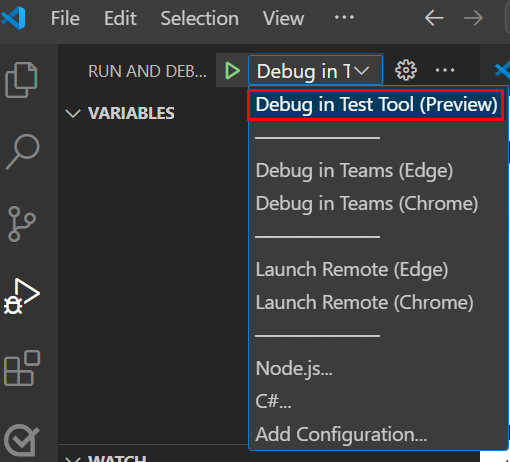 File Edit Selection View ···
RUN AND DEB... Debug in T
Debug in Test Tool (Preview)
VARIABLES
Debug in Teams (Edge)
Debug in Teams (Chrome)
Launch Remote (Edge)
Launch Remote (Chrome)
Node.js...
C#...
Add Configuration...
WATCH